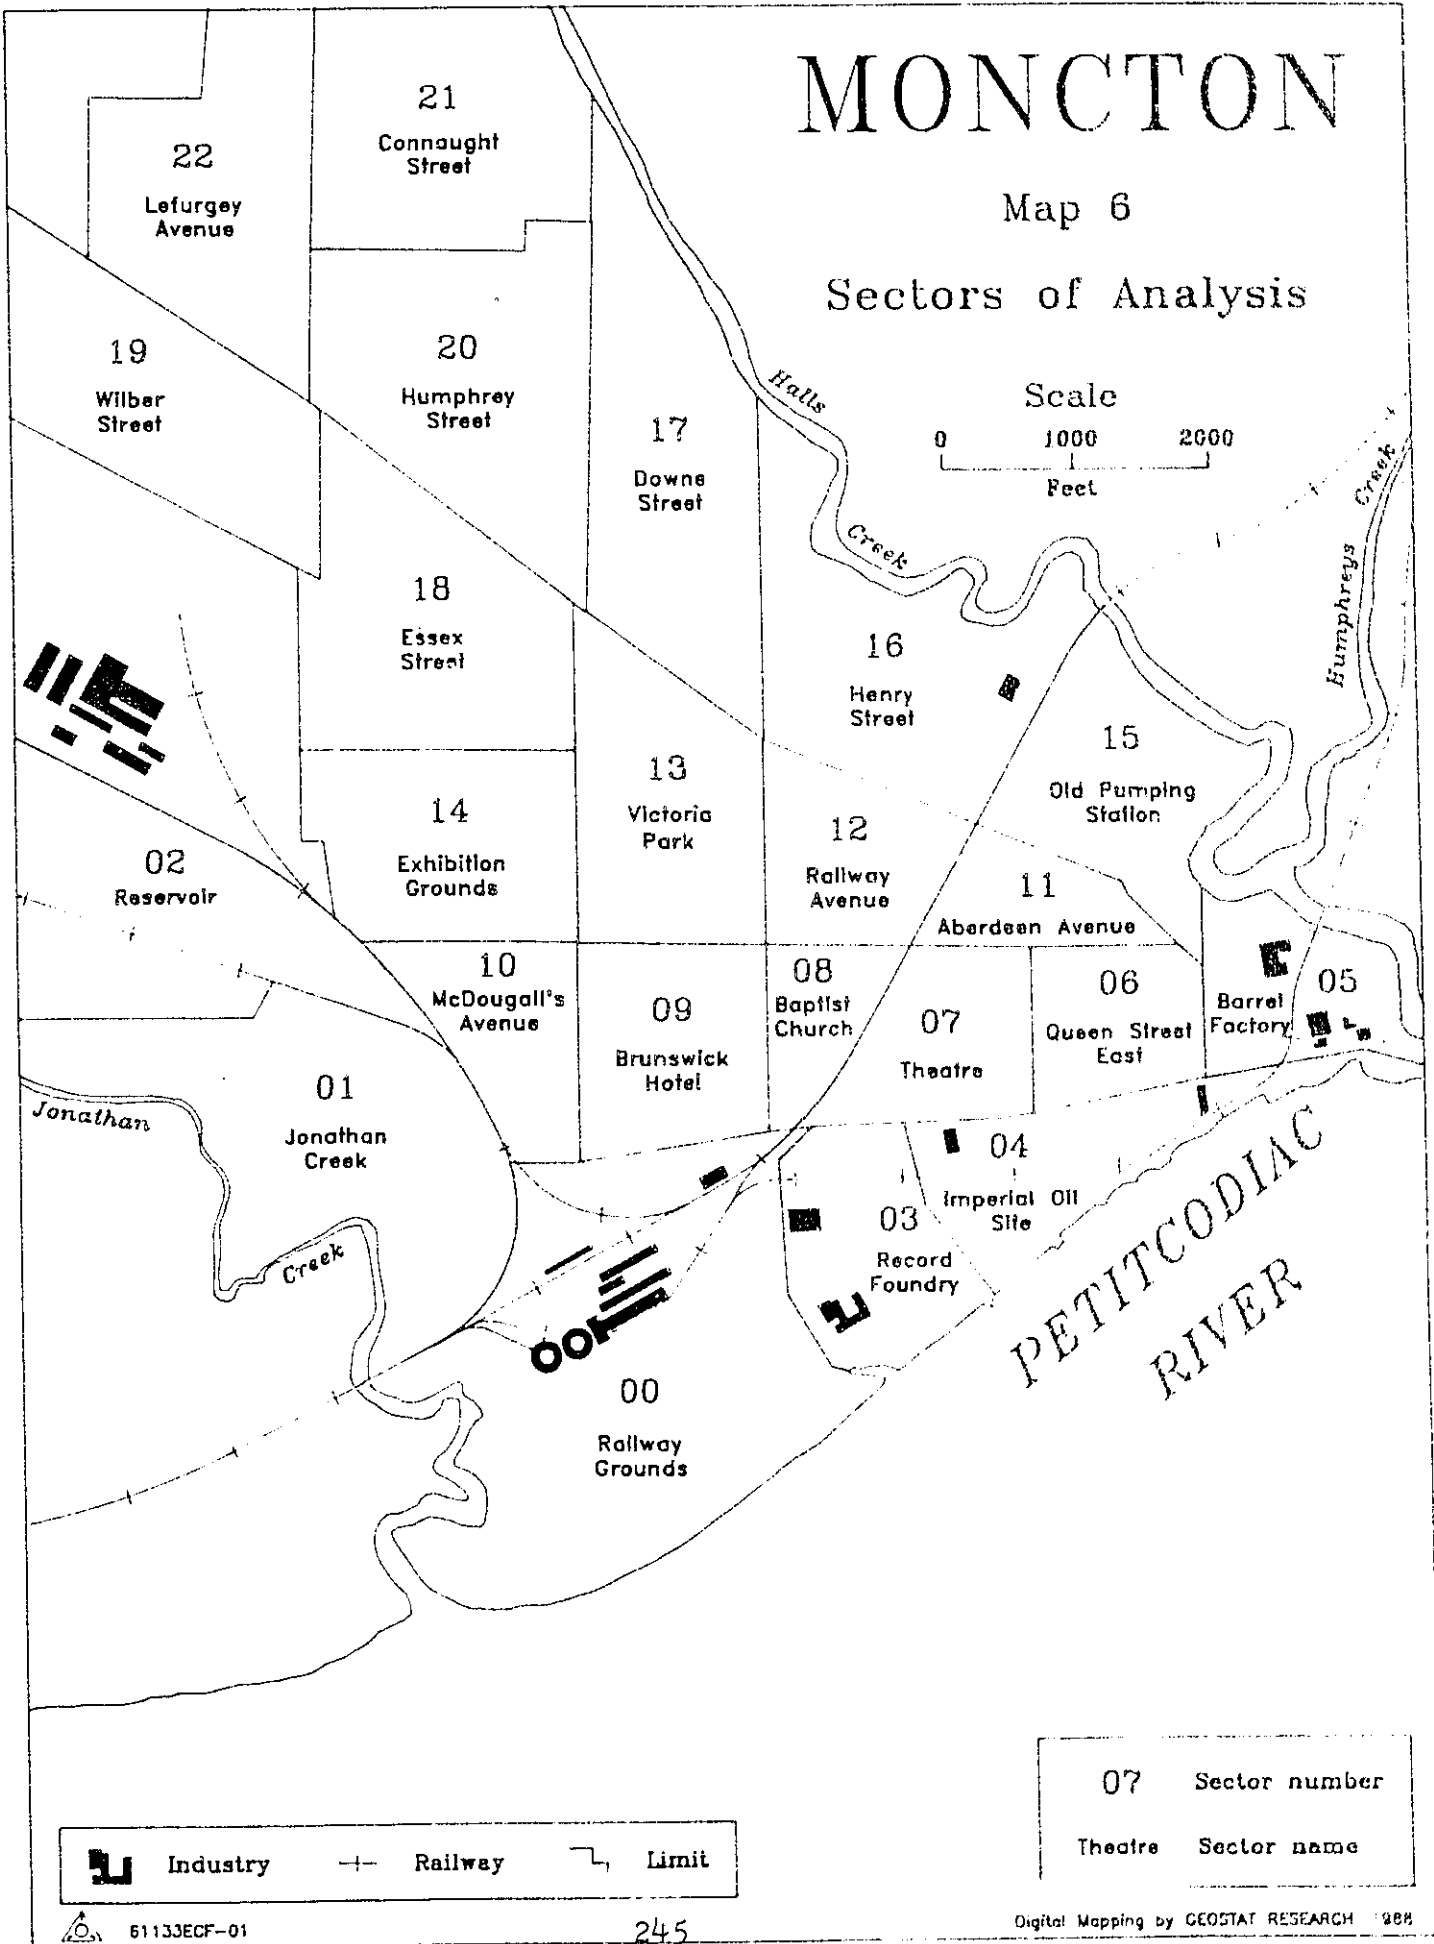 MONCTON
Map 6
Sectors of Analysis
Scale
0 1000 2000
Feet
21
Connaught
Street
22
Lefurgey
Avenue
19
Wilber
Street
20
Humphrey
Street
17
Downe
Street
Halls
Creek
Humphreys
Creek
18
Essex
Street
16
Henry
Street
15
Old Pumping
Station
14
Exhibition
Grounds
13
Victoria
Park
12
Railway
Avenue
11
Aberdeen Avenue
02
Reservoir
10
McDougall's
Avenue
09
Brunswick
Hotel
08
Baptist
Church
07
Theatre
06
Queen Street
East
05
Barrel
Factory
01
Jonathan
Creek
Jonathan
Creek
04
Imperial Oil
Site
03
Record
Foundry
00
Railway
Grounds
PETITCODIAC
RIVER
07 Sector number
Theatre Sector name
Industry Railway Limit
61133ECF-01
245
Digital Mapping by GEOSTAT RESEARCH 1988